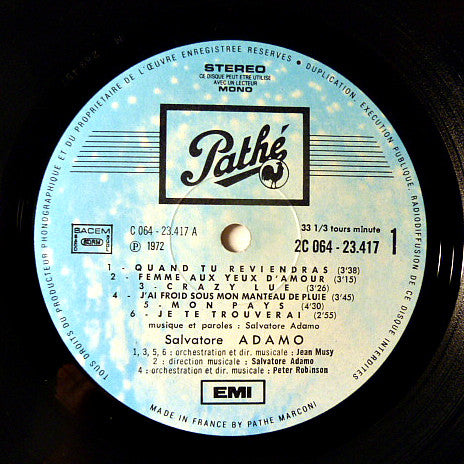 TOUS DROITS DU PRODUCTEUR PHONOGRAPHIQUE ET DU PROPRIETAIRE DE L'ŒUVRE ENREGISTREE RESERVES • DUPLICATION, EXECUTION PUBLIQUE, RADIODIFFUSION DE CE DISQUE INTERDITES
STEREO
CE DISQUE PEUT ETRE UTILISE
AVEC UN LECTEUR
MONO
Pathé
SACEM
C 064 - 23.417 A
Ⓟ 1972
33 1/3 tours minute
2C 064 - 23.417 1
1 - QUAND TU REVIENDRAS (3'38)
2 - FEMME AUX YEUX D'AMOUR (3'15)
3 - CRAZY LUE (3'26)
4 - J'AI FROID SOUS MON MANTEAU DE PLUIE (3'45)
5 - MON PAYS (4'30)
6 - JE TE TROUVERAI (2'55)
musique et paroles : Salvatore Adamo
Salvatore ADAMO
1, 3, 5, 6 : orchestration et dir. musicale : Jean Musy
2 : direction musicale : Salvatore Adamo
4 : orchestration et dir. musicale : Peter Robinson
EMI
MADE IN FRANCE BY PATHE MARCONI